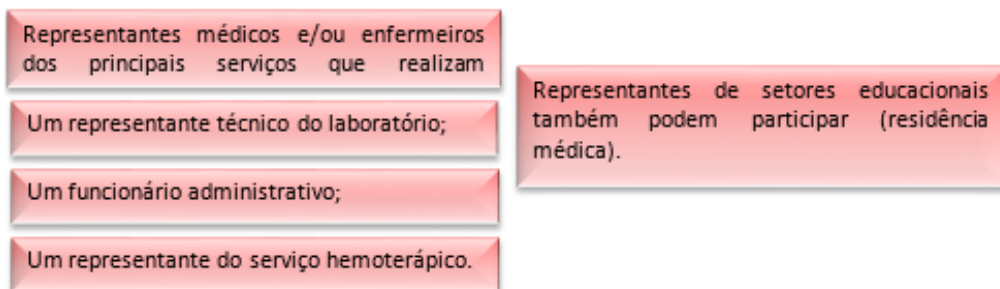 Representantes médicos e/ou enfermeiros
dos principais serviços que realizam
Um representante técnico do laboratório;
Um funcionário administrativo;
Um representante do serviço hemoterápico.
Representantes de setores educacionais
também podem participar (residência
médica).